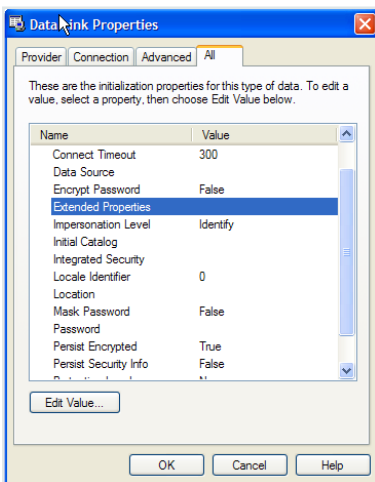 Data Link Properties
Provider Connection Advanced All
These are the initialization properties for this type of data. To edit a
value, select a property, then choose Edit Value below.
Name Value
Connect Timeout 300
Data Source
Encrypt Password False
Extended Properties
Impersonation Level Identify
Initial Catalog
Integrated Security
Locale Identifier 0
Location
Mask Password False
Password
Persist Encrypted True
Persist Security Info False
Edit Value...
OK Cancel Help